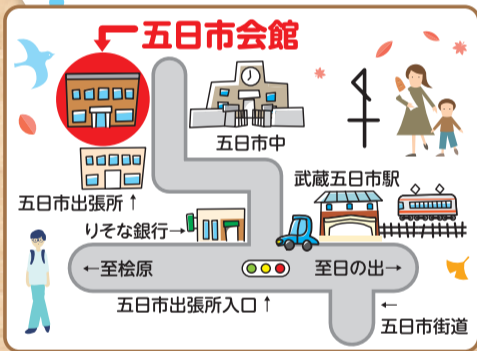 五日市会館
五日市中
五日市出張所↑
武蔵五日市駅
りそな銀行→
←至桧原
至日の出→
五日市出張所入口↑
←
五日市街道